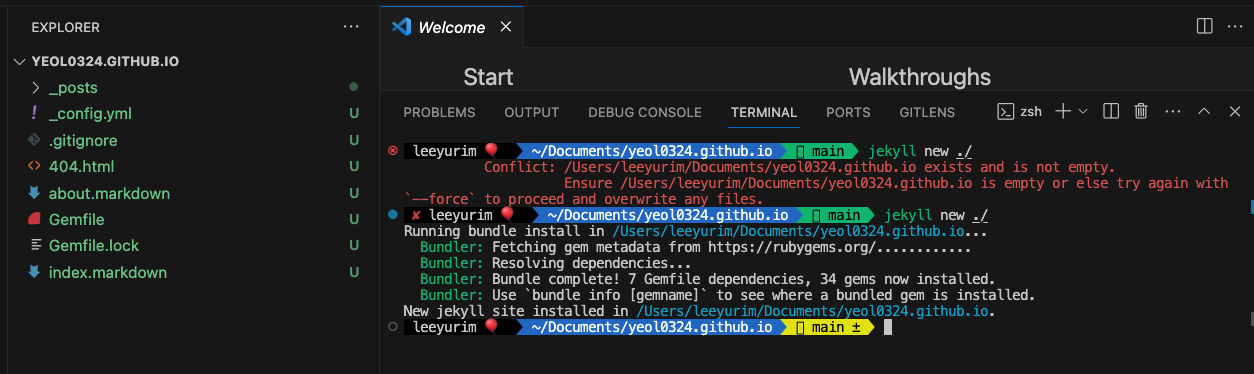 EXPLORER
YEOL0324.GITHUB.IO
_posts
_config.yml U
.gitignore U
404.html U
about.markdown U
Gemfile U
Gemfile.lock U
index.markdown U
Welcome
Start Walkthroughs
PROBLEMS OUTPUT DEBUG CONSOLE TERMINAL PORTS GITLENS zsh
leeyurim 🎈 ~/Documents/yeol0324.github.io main jekyll new ./
Conflict: /Users/leeyurim/Documents/yeol0324.github.io exists and is not empty.
Ensure /Users/leeyurim/Documents/yeol0324.github.io is empty or else try again with
`--force` to proceed and overwrite any files.
✘ leeyurim 🎈 ~/Documents/yeol0324.github.io main jekyll new ./
Running bundle install in /Users/leeyurim/Documents/yeol0324.github.io...
Bundler: Fetching gem metadata from https://rubygems.org/............
Bundler: Resolving dependencies...
Bundler: Bundle complete! 7 Gemfile dependencies, 34 gems now installed.
Bundler: Use `bundle info [gemname]` to see where a bundled gem is installed.
New jekyll site installed in /Users/leeyurim/Documents/yeol0324.github.io.
leeyurim 🎈 ~/Documents/yeol0324.github.io main ±